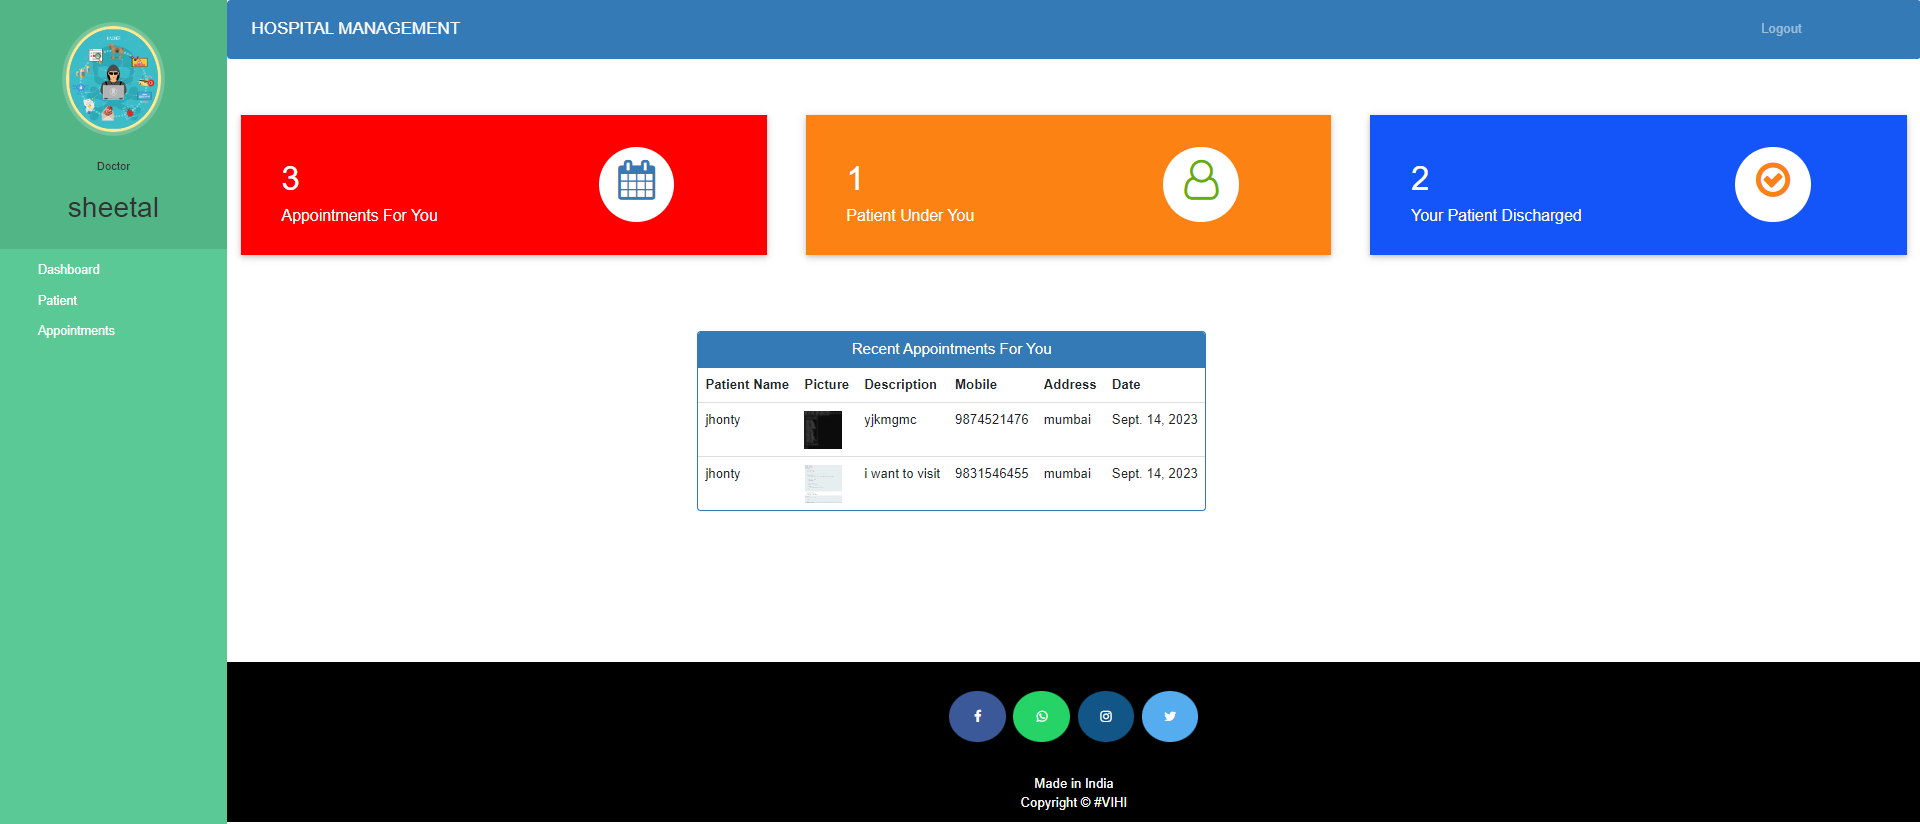 HOSPITAL MANAGEMENT
Logout
Doctor
sheetal
Dashboard
Patient
Appointments
3
Appointments For You
1
Patient Under You
2
Your Patient Discharged
Recent Appointments For You
Patient Name Picture Description Mobile Address Date
jhonty yjkmgmc 9874521476 mumbai Sept. 14, 2023
jhonty i want to visit 9831546455 mumbai Sept. 14, 2023
Made in India
Copyright © #VIHI